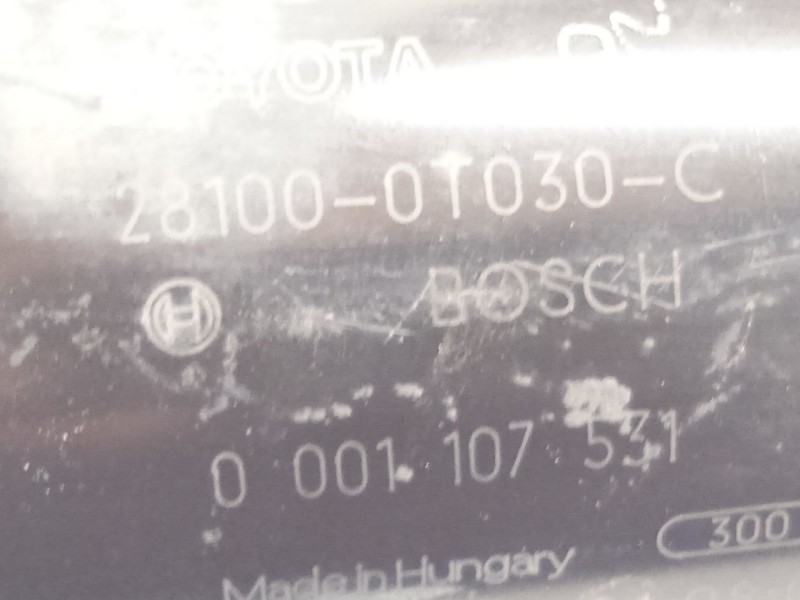 TOYOTA
28100-0T030-C
BOSCH
0 001 107 531
300
Made in Hungary